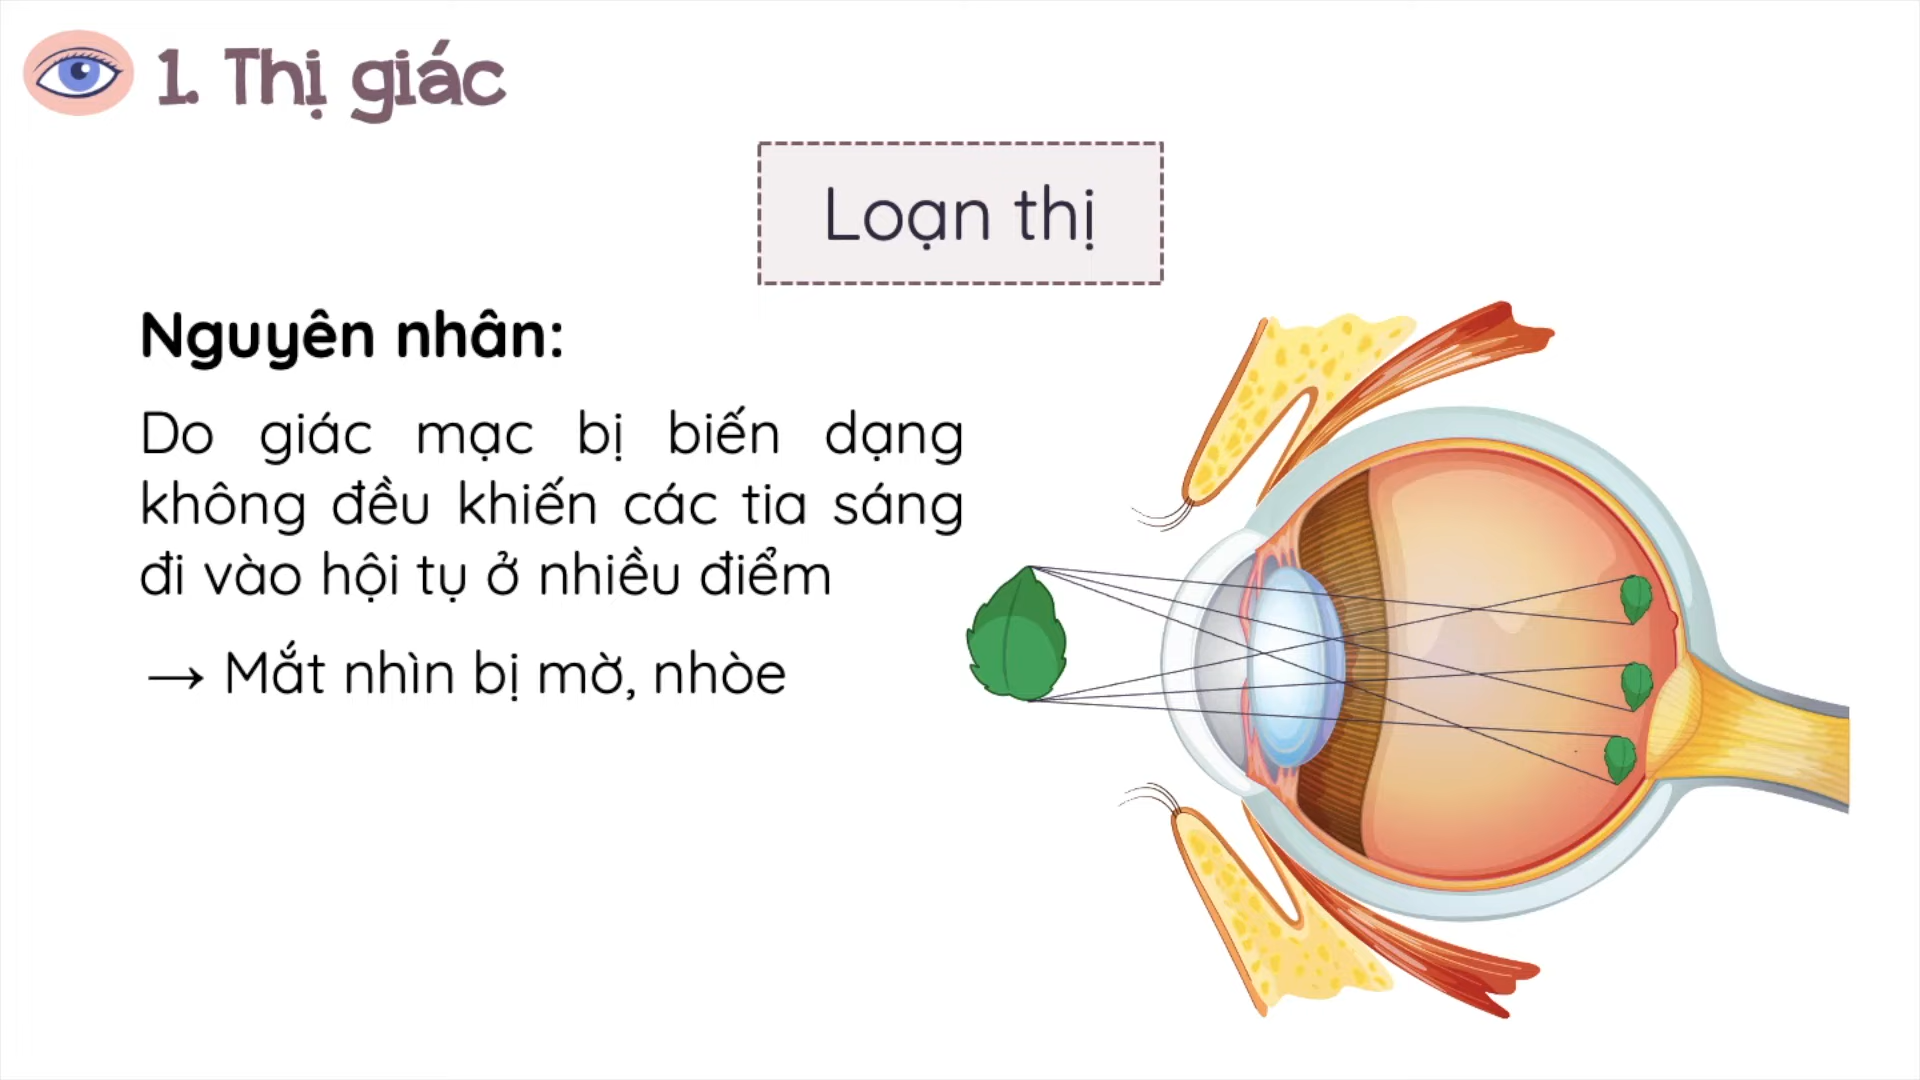 1. Thị giác
Loạn thị
Nguyên nhân:
Do giác mạc bị biến dạng
không đều khiến các tia sáng
đi vào hội tụ ở nhiều điểm
→ Mắt nhìn bị mờ, nhòe